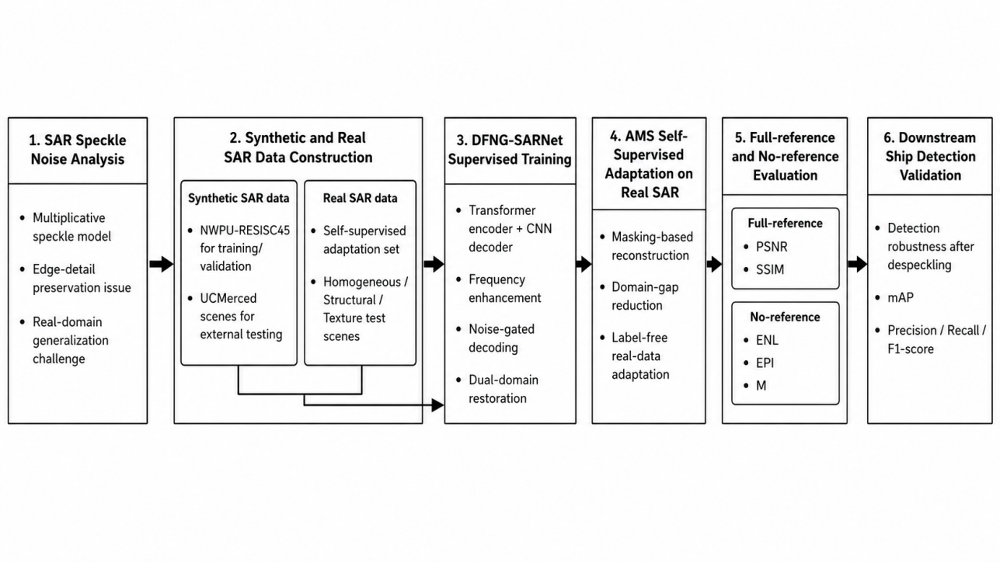 1. SAR Speckle
Noise Analysis
• Multiplicative
speckle model
• Edge-detail
preservation issue
• Real-domain
generalization
challenge
2. Synthetic and Real
SAR Data Construction
Synthetic SAR data
• NWPU-RESISC45
for training/
validation
• UCMerced
scenes for
external testing
Real SAR data
• Self-supervised
adaptation set
• Homogeneous /
Structural /
Texture test
scenes
3. DFNG-SARNet
Supervised Training
• Transformer
encoder + CNN
decoder
• Frequency
enhancement
• Noise-gated
decoding
• Dual-domain
restoration
4. AMS Self-
Supervised
Adaptation on
Real SAR
• Masking-based
reconstruction
• Domain-gap
reduction
• Label-free
real-data
adaptation
5. Full-reference
and No-reference
Evaluation
Full-reference
• PSNR
• SSIM
No-reference
• ENL
• EPI
• M
6. Downstream
Ship Detection
Validation
• Detection
robustness after
despeckling
• mAP
• Precision / Recall /
F1-score